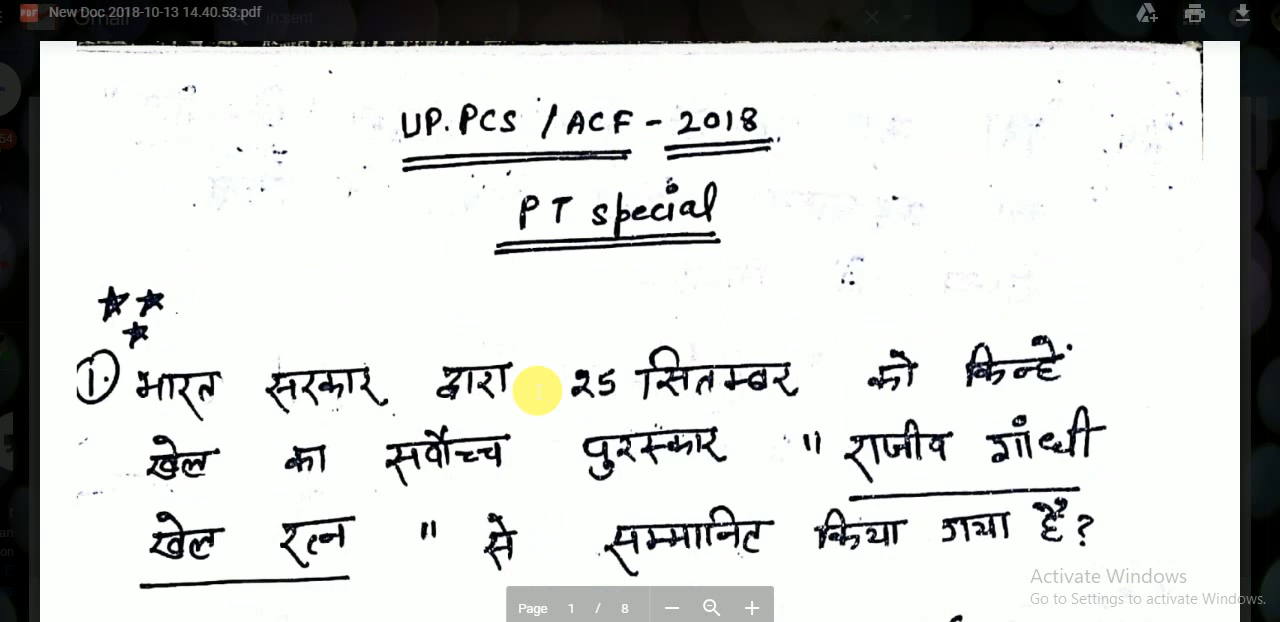 New Doc 2018-10-13 14.40.53.pdf
UP.PCS / ACF - 2018
PT special
1. भारत सरकार द्वारा 25 सितम्बर को किन्हें
खेल का सर्वोच्च पुरस्कार " राजीव गांधी
खेल रत्न " से सम्मानित किया गया है?
Activate Windows
Go to Settings to activate Windows.
Page 1 / 8